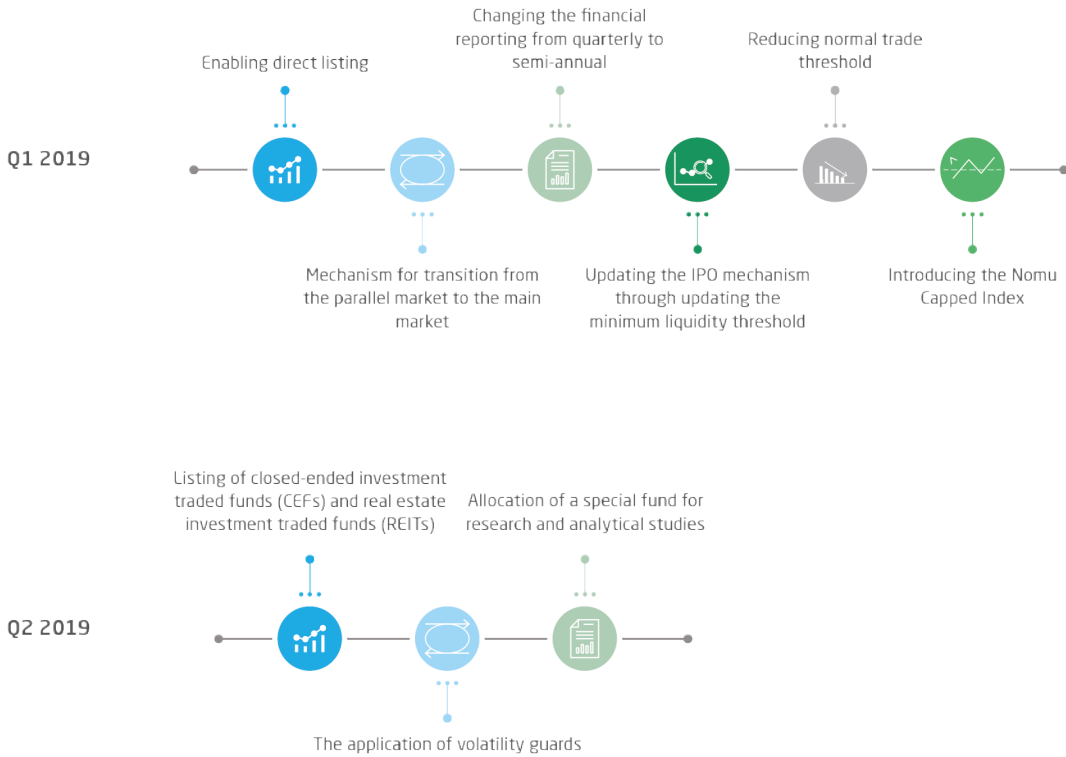 Q1 2019
Enabling direct listing
Mechanism for transition from
the parallel market to the main
market
Changing the financial
reporting from quarterly to
semi-annual
Updating the IPO mechanism
through updating the
minimum liquidity threshold
Reducing normal trade
threshold
Introducing the Nomu
Capped Index
Q2 2019
Listing of closed-ended investment
traded funds (CEFs) and real estate
investment traded funds (REITs)
The application of volatility guards
Allocation of a special fund for
research and analytical studies